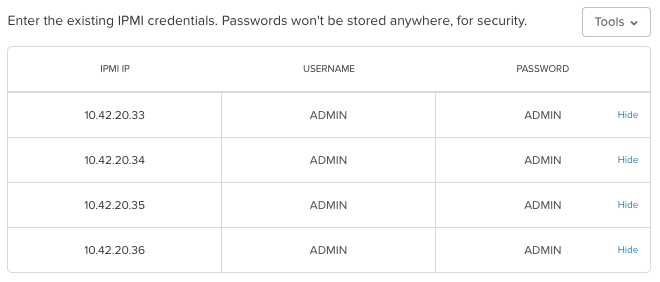 Enter the existing IPMI credentials. Passwords won't be stored anywhere, for security.
Tools
IPMI IP USERNAME PASSWORD
10.42.20.33 ADMIN ADMIN Hide
10.42.20.34 ADMIN ADMIN Hide
10.42.20.35 ADMIN ADMIN Hide
10.42.20.36 ADMIN ADMIN Hide